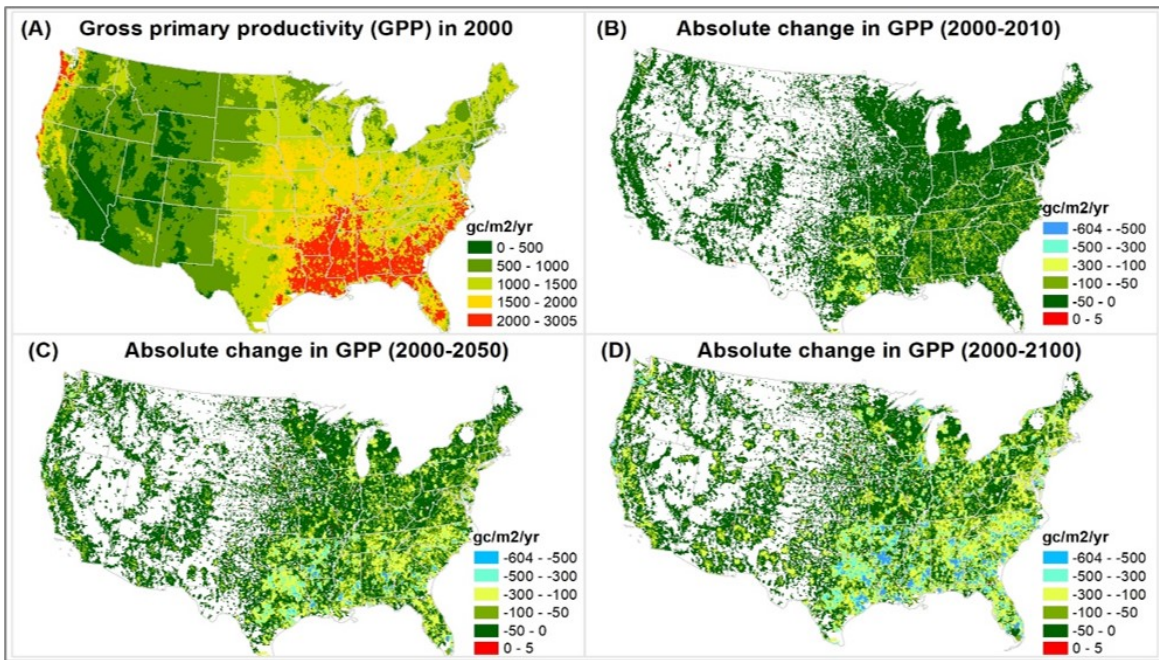 (A) Gross primary productivity (GPP) in 2000
gc/m2/yr
0 - 500
500 - 1000
1000 - 1500
1500 - 2000
2000 - 3005
(B) Absolute change in GPP (2000-2010)
gc/m2/yr
-604 - -500
-500 - -300
-300 - -100
-100 - -50
-50 - 0
0 - 5
(C) Absolute change in GPP (2000-2050)
gc/m2/yr
-604 - -500
-500 - -300
-300 - -100
-100 - -50
-50 - 0
0 - 5
(D) Absolute change in GPP (2000-2100)
gc/m2/yr
-604 - -500
-500 - -300
-300 - -100
-100 - -50
-50 - 0
0 - 5